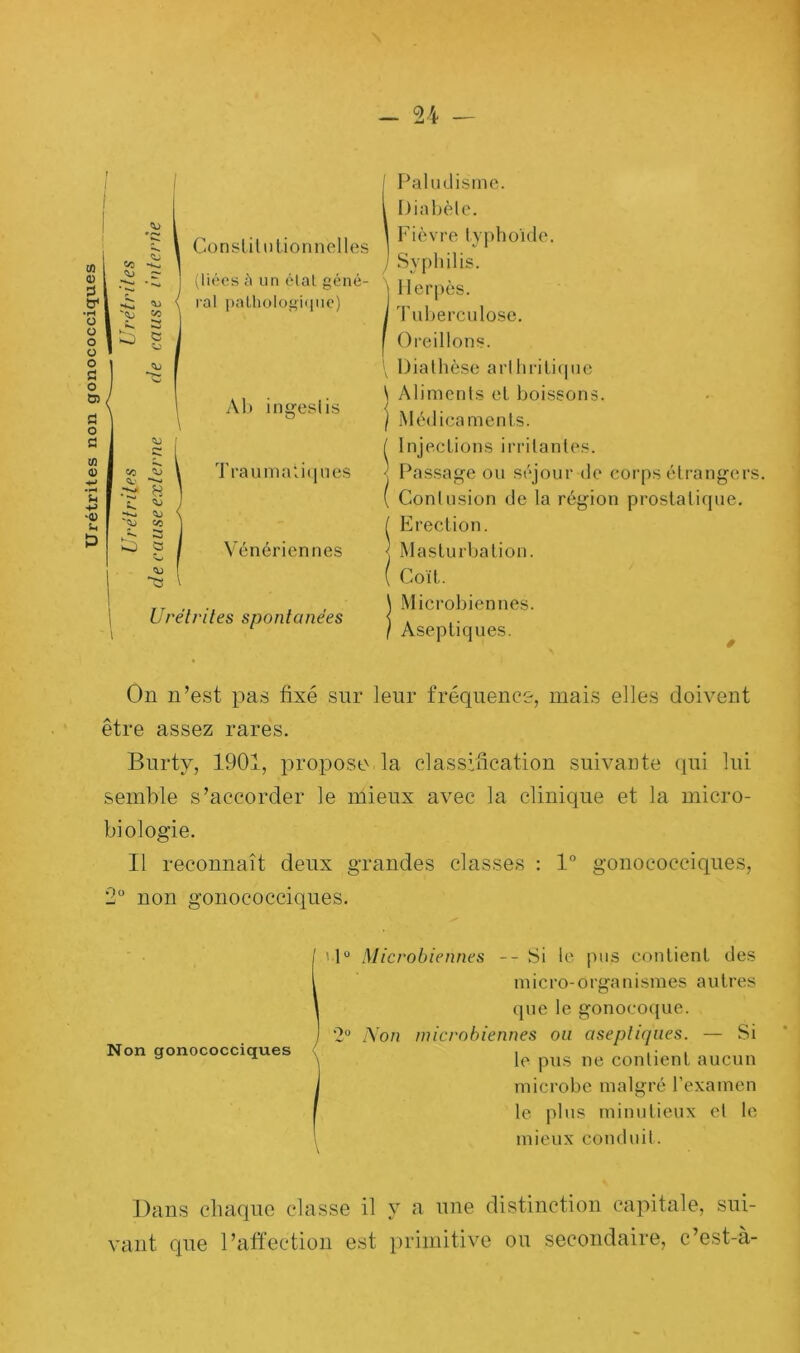 — 24 —
Urétrites non gonococciques
Urétrites
de cause interne
Constitutionnelles
(liées à un état géné-
ral pathologique)
Paludisme.
Diabète.
Fièvre typhoïde.
Syphilis.
Herpès.
Tuberculose.
Oreillons.
Diathèse arthritique
Ab ingestis
Aliments et boissons.
Médicaments.
Urétrites
de cause externe
Traumatiques
Injections irritantes.
Passage ou séjour de corps étrangers.
Contusion de la région prostatique.
Vénériennes
Erection.
Masturbation.
Coït.
Urétrites spontanées
Microbiennes.
Aseptiques.
On n’est pas fixé sur leur fréquence, mais elles doivent
être assez rares.
Burty, 1901, propose la classification suivante qui lui
semble s’accorder le mieux avec la clinique et la micro-
biologie.
Il reconnaît deux grandes classes : 1° gonococciques,
2° non gonococciques.
Non gonococciques
1° Microbiennes -- Si le pus contient des
micro-organismes autres
que le gonocoque.
2° Non microbiennes ou aseptiques. — Si
le pus ne contient aucun
microbe malgré l’examen
le plus minutieux et le
mieux conduit.
Dans chaque classe il y a une distinction capitale, sui-
vant que l’affection est primitive ou secondaire, c’est-à-